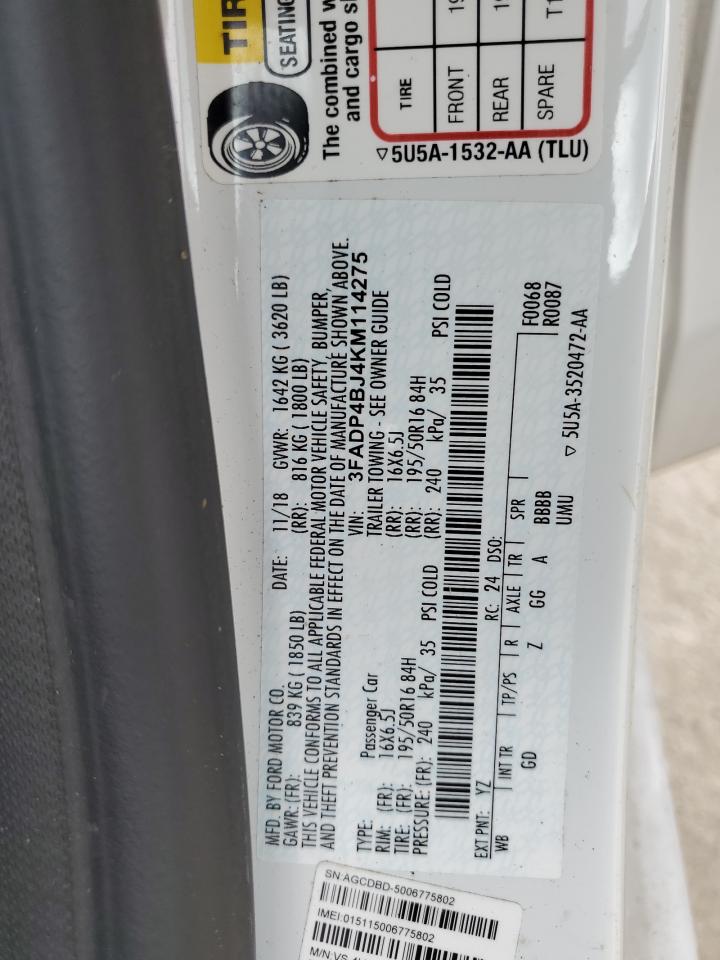 TIR
SEATING
The combined w
and cargo s
TIRE
FRONT 19
REAR 19
SPARE T1
▽5U5A-1532-AA (TLU)
MFD. BY FORD MOTOR CO. DATE: 11/18 GVWR: 1642 KG ( 3620 LB)
GAWR:(FR): 839 KG ( 1850 LB) (RR): 816 KG ( 1800 LB)
THIS VEHICLE CONFORMS TO ALL APPLICABLE FEDERAL MOTOR VEHICLE SAFETY, BUMPER,
AND THEFT PREVENTION STANDARDS IN EFFECT ON THE DATE OF MANUFACTURE SHOWN ABOVE.
VIN: 3FADP4BJ4KM114275
TYPE: Passenger Car TRAILER TOWING - SEE OWNER GUIDE
RIM: (FR): 16X6.5J (RR): 16X6.5J
TIRE: (FR): 195/50R16 84H (RR): 195/50R16 84H
PRESSURE: (FR): 240 kPa/ 35 PSI COLD (RR): 240 kPa/ 35 PSI COLD
EXT PNT: YZ RC: 24 DSO: F0068
WB INT TR TP/PS R AXLE TR SPR R0087
GD Z GG A BBBB
UMU ▽ 5U5A-3520472-AA
SN:AGCDBD-5006775802
IMEI:015115006775802
M/N:VS